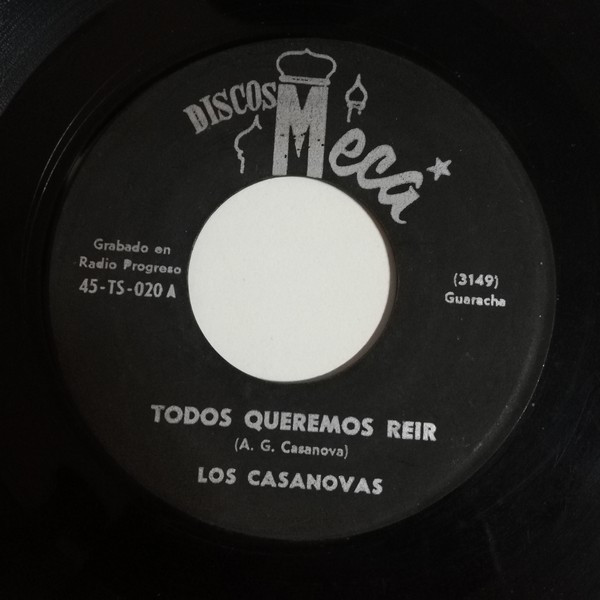 DISCOS Meca
Grabado en
Radio Progreso
45-TS-020 A
(3149)
Guaracha
TODOS QUEREMOS REIR
(A. G. Casanova)
LOS CASANOVAS